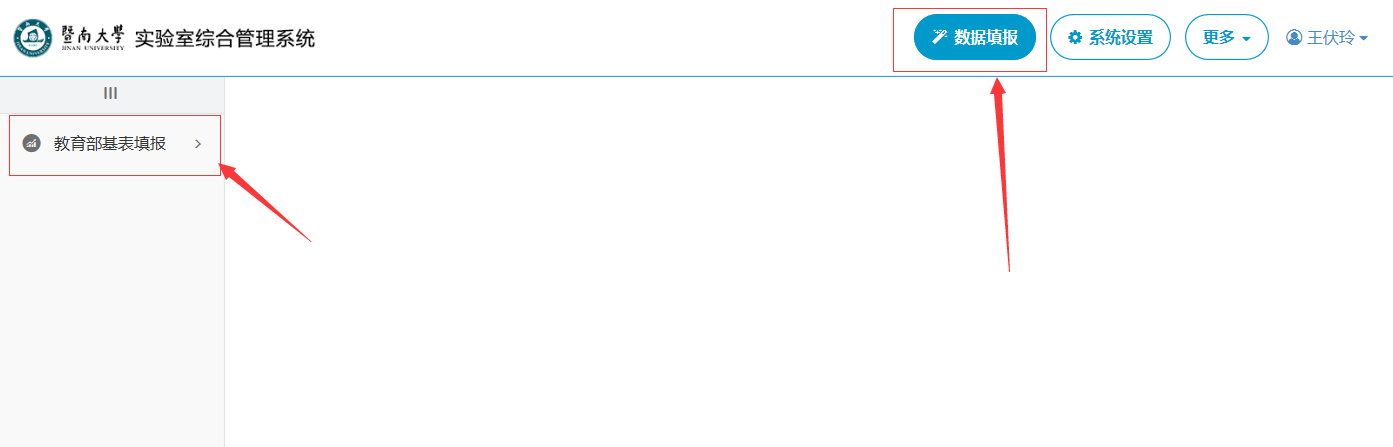 暨南大學
JINAN UNIVERSITY
实验室综合管理系统
数据填报
系统设置
更多
王伏玲
教育部基表填报